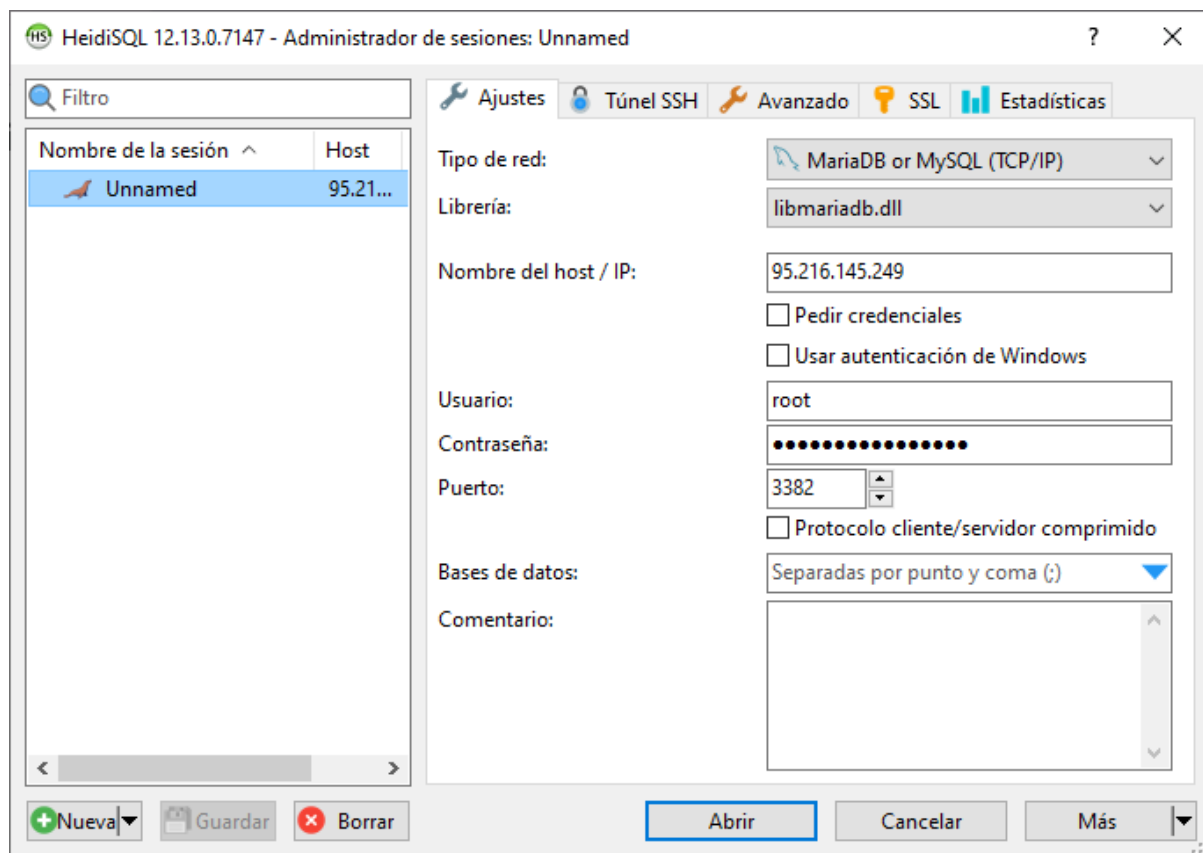 HeidiSQL 12.13.0.7147 - Administrador de sesiones: Unnamed
Filtro
Nombre de la sesión Host
Unnamed 95.21...
Ajustes Túnel SSH Avanzado SSL Estadísticas
Tipo de red: MariaDB or MySQL (TCP/IP)
Librería: libmariadb.dll
Nombre del host / IP: 95.216.145.249
Pedir credenciales
Usar autenticación de Windows
Usuario: root
Contraseña: ●●●●●●●●●●●●●●●●
Puerto: 3382
Protocolo cliente/servidor comprimido
Bases de datos: Separadas por punto y coma (;)
Comentario:
Nueva Guardar Borrar Abrir Cancelar Más